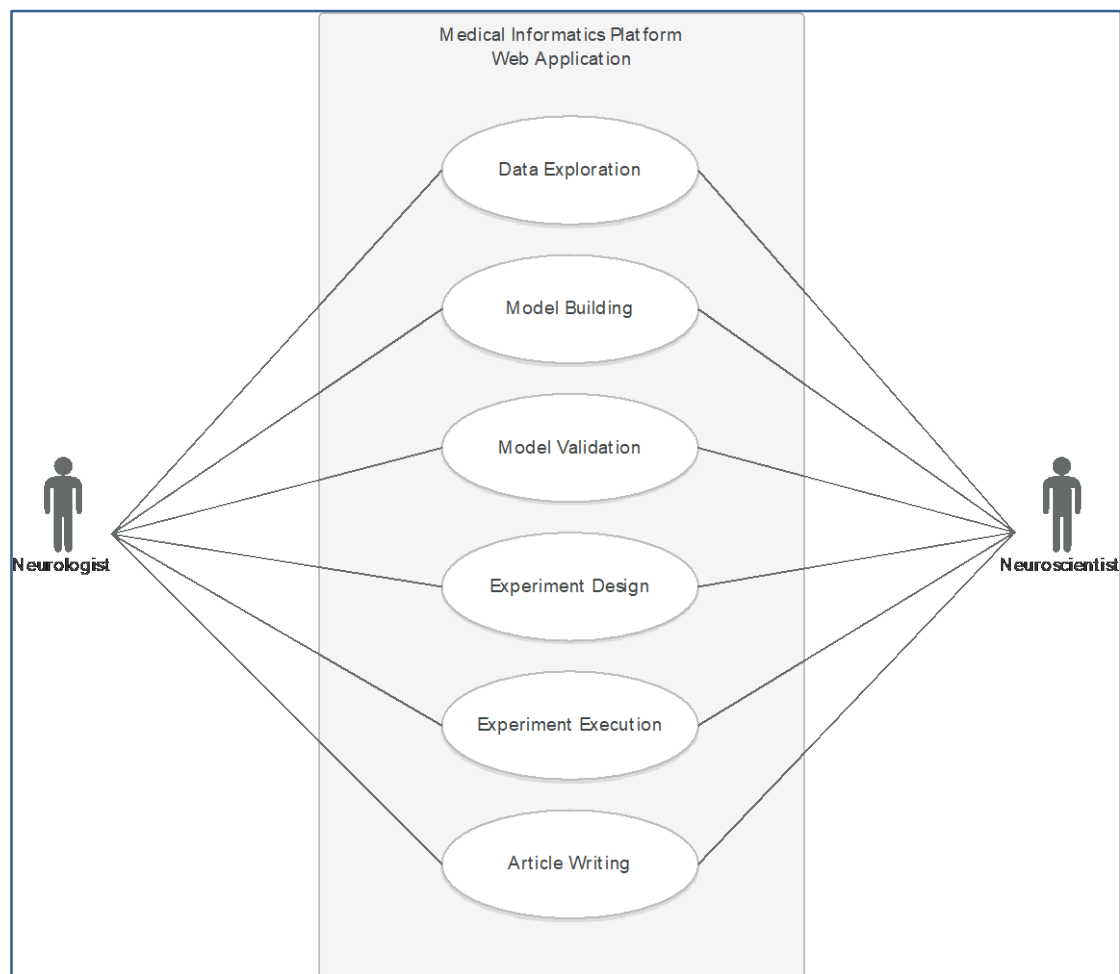 Medical Informatics Platform
Web Application
Data Exploration
Model Building
Model Validation
Neurologist
Neuroscientist
Experiment Design
Experiment Execution
Article Writing